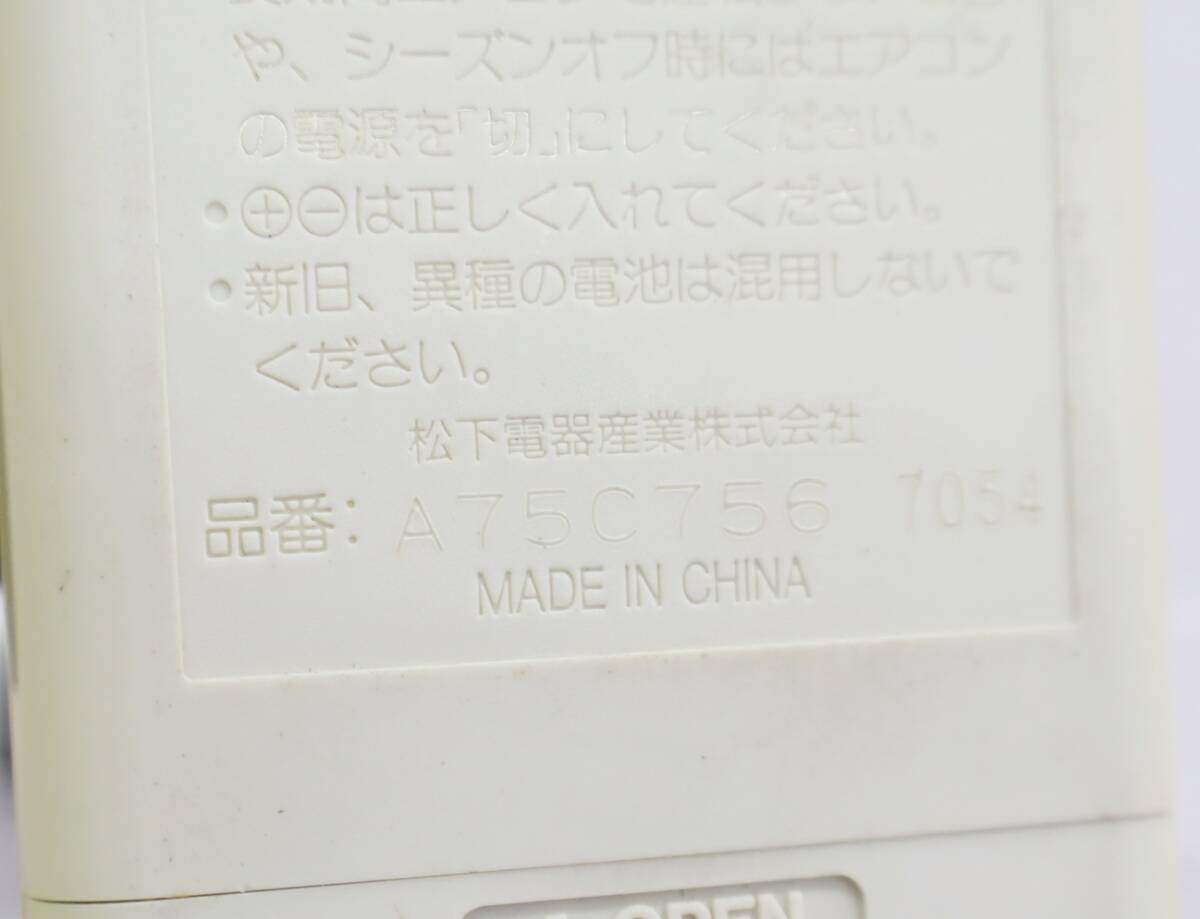 や、シーズンオフ時にはエアコン
の電源を「切」にしてください。
•⊕⊖は正しく入れてください。
•新旧、異種の電池は混用しないで
ください。
松下電器産業株式会社
品番: A75C756 7054
MADE IN CHINA
OPEN